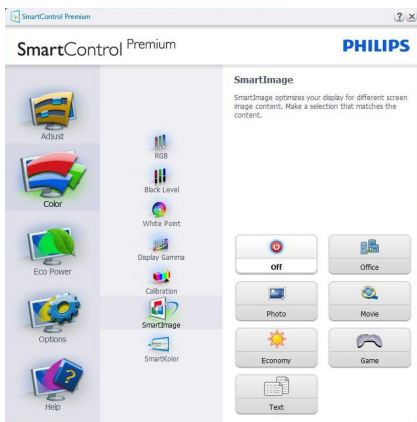 SmartControl Premium
SmartControl Premium
PHILIPS
Adjust
Color
Eco Power
Options
Help
RGB
Black Level
White Point
Display Gamma
Calibration
SmartImage
SmartKolor
SmartImage
SmartImage optimizes your display for different screen
image content. Make a selection that matches the
content.
Off
Office
Photo
Movie
Economy
Game
Text